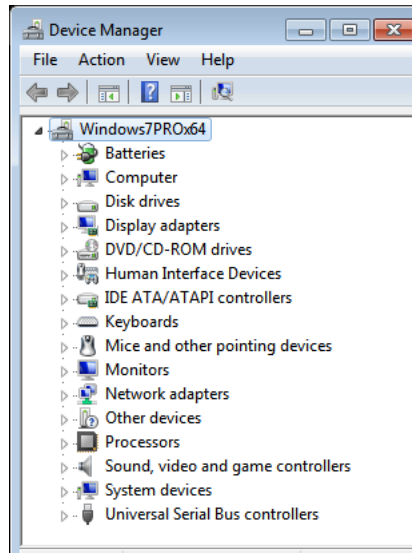 Device Manager
File Action View Help
Windows7PROx64
Batteries
Computer
Disk drives
Display adapters
DVD/CD-ROM drives
Human Interface Devices
IDE ATA/ATAPI controllers
Keyboards
Mice and other pointing devices
Monitors
Network adapters
Other devices
Processors
Sound, video and game controllers
System devices
Universal Serial Bus controllers